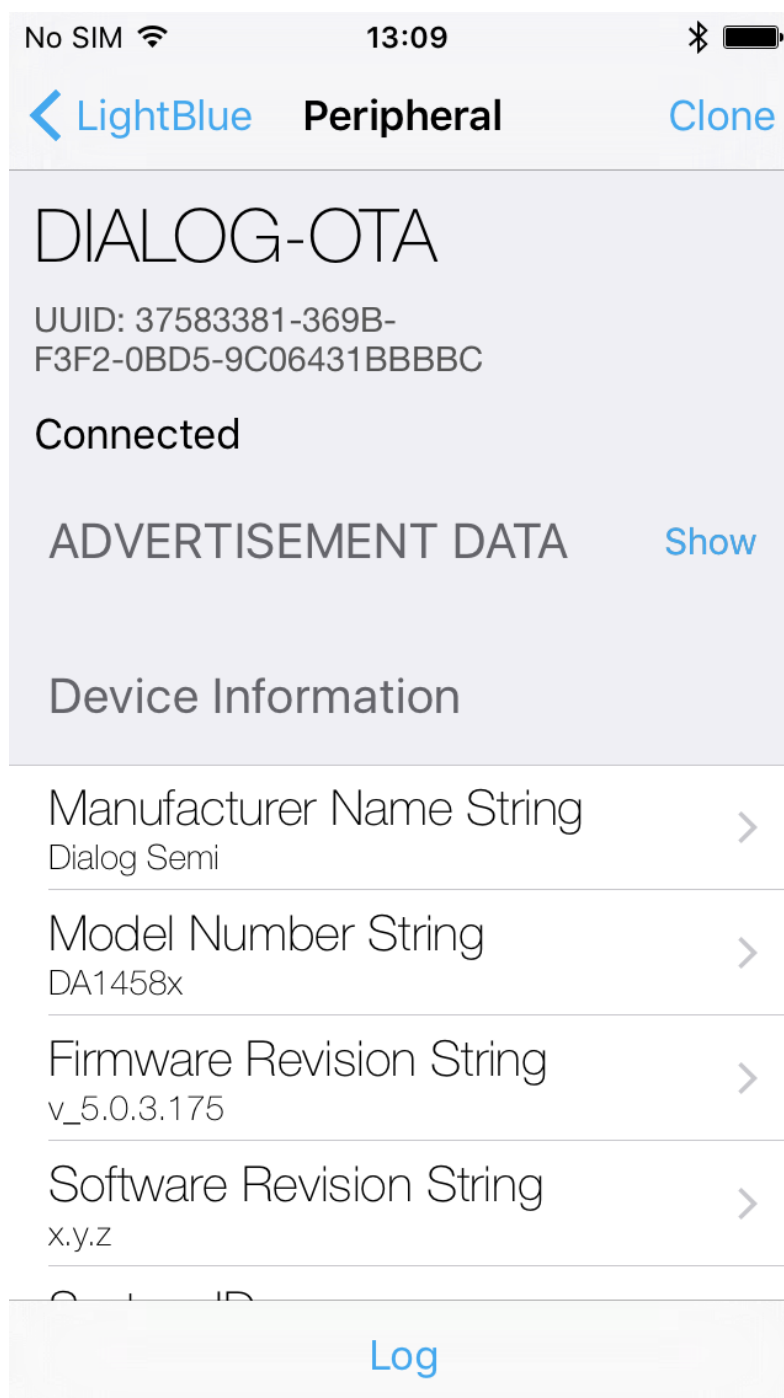 No SIM 13:09
LightBlue Peripheral Clone
DIALOG-OTA
UUID: 37583381-369B-
F3F2-0BD5-9C06431BBBBC
Connected
ADVERTISEMENT DATA Show
Device Information
Manufacturer Name String
Dialog Semi
Model Number String
DA1458x
Firmware Revision String
v_5.0.3.175
Software Revision String
x.y.z
Log